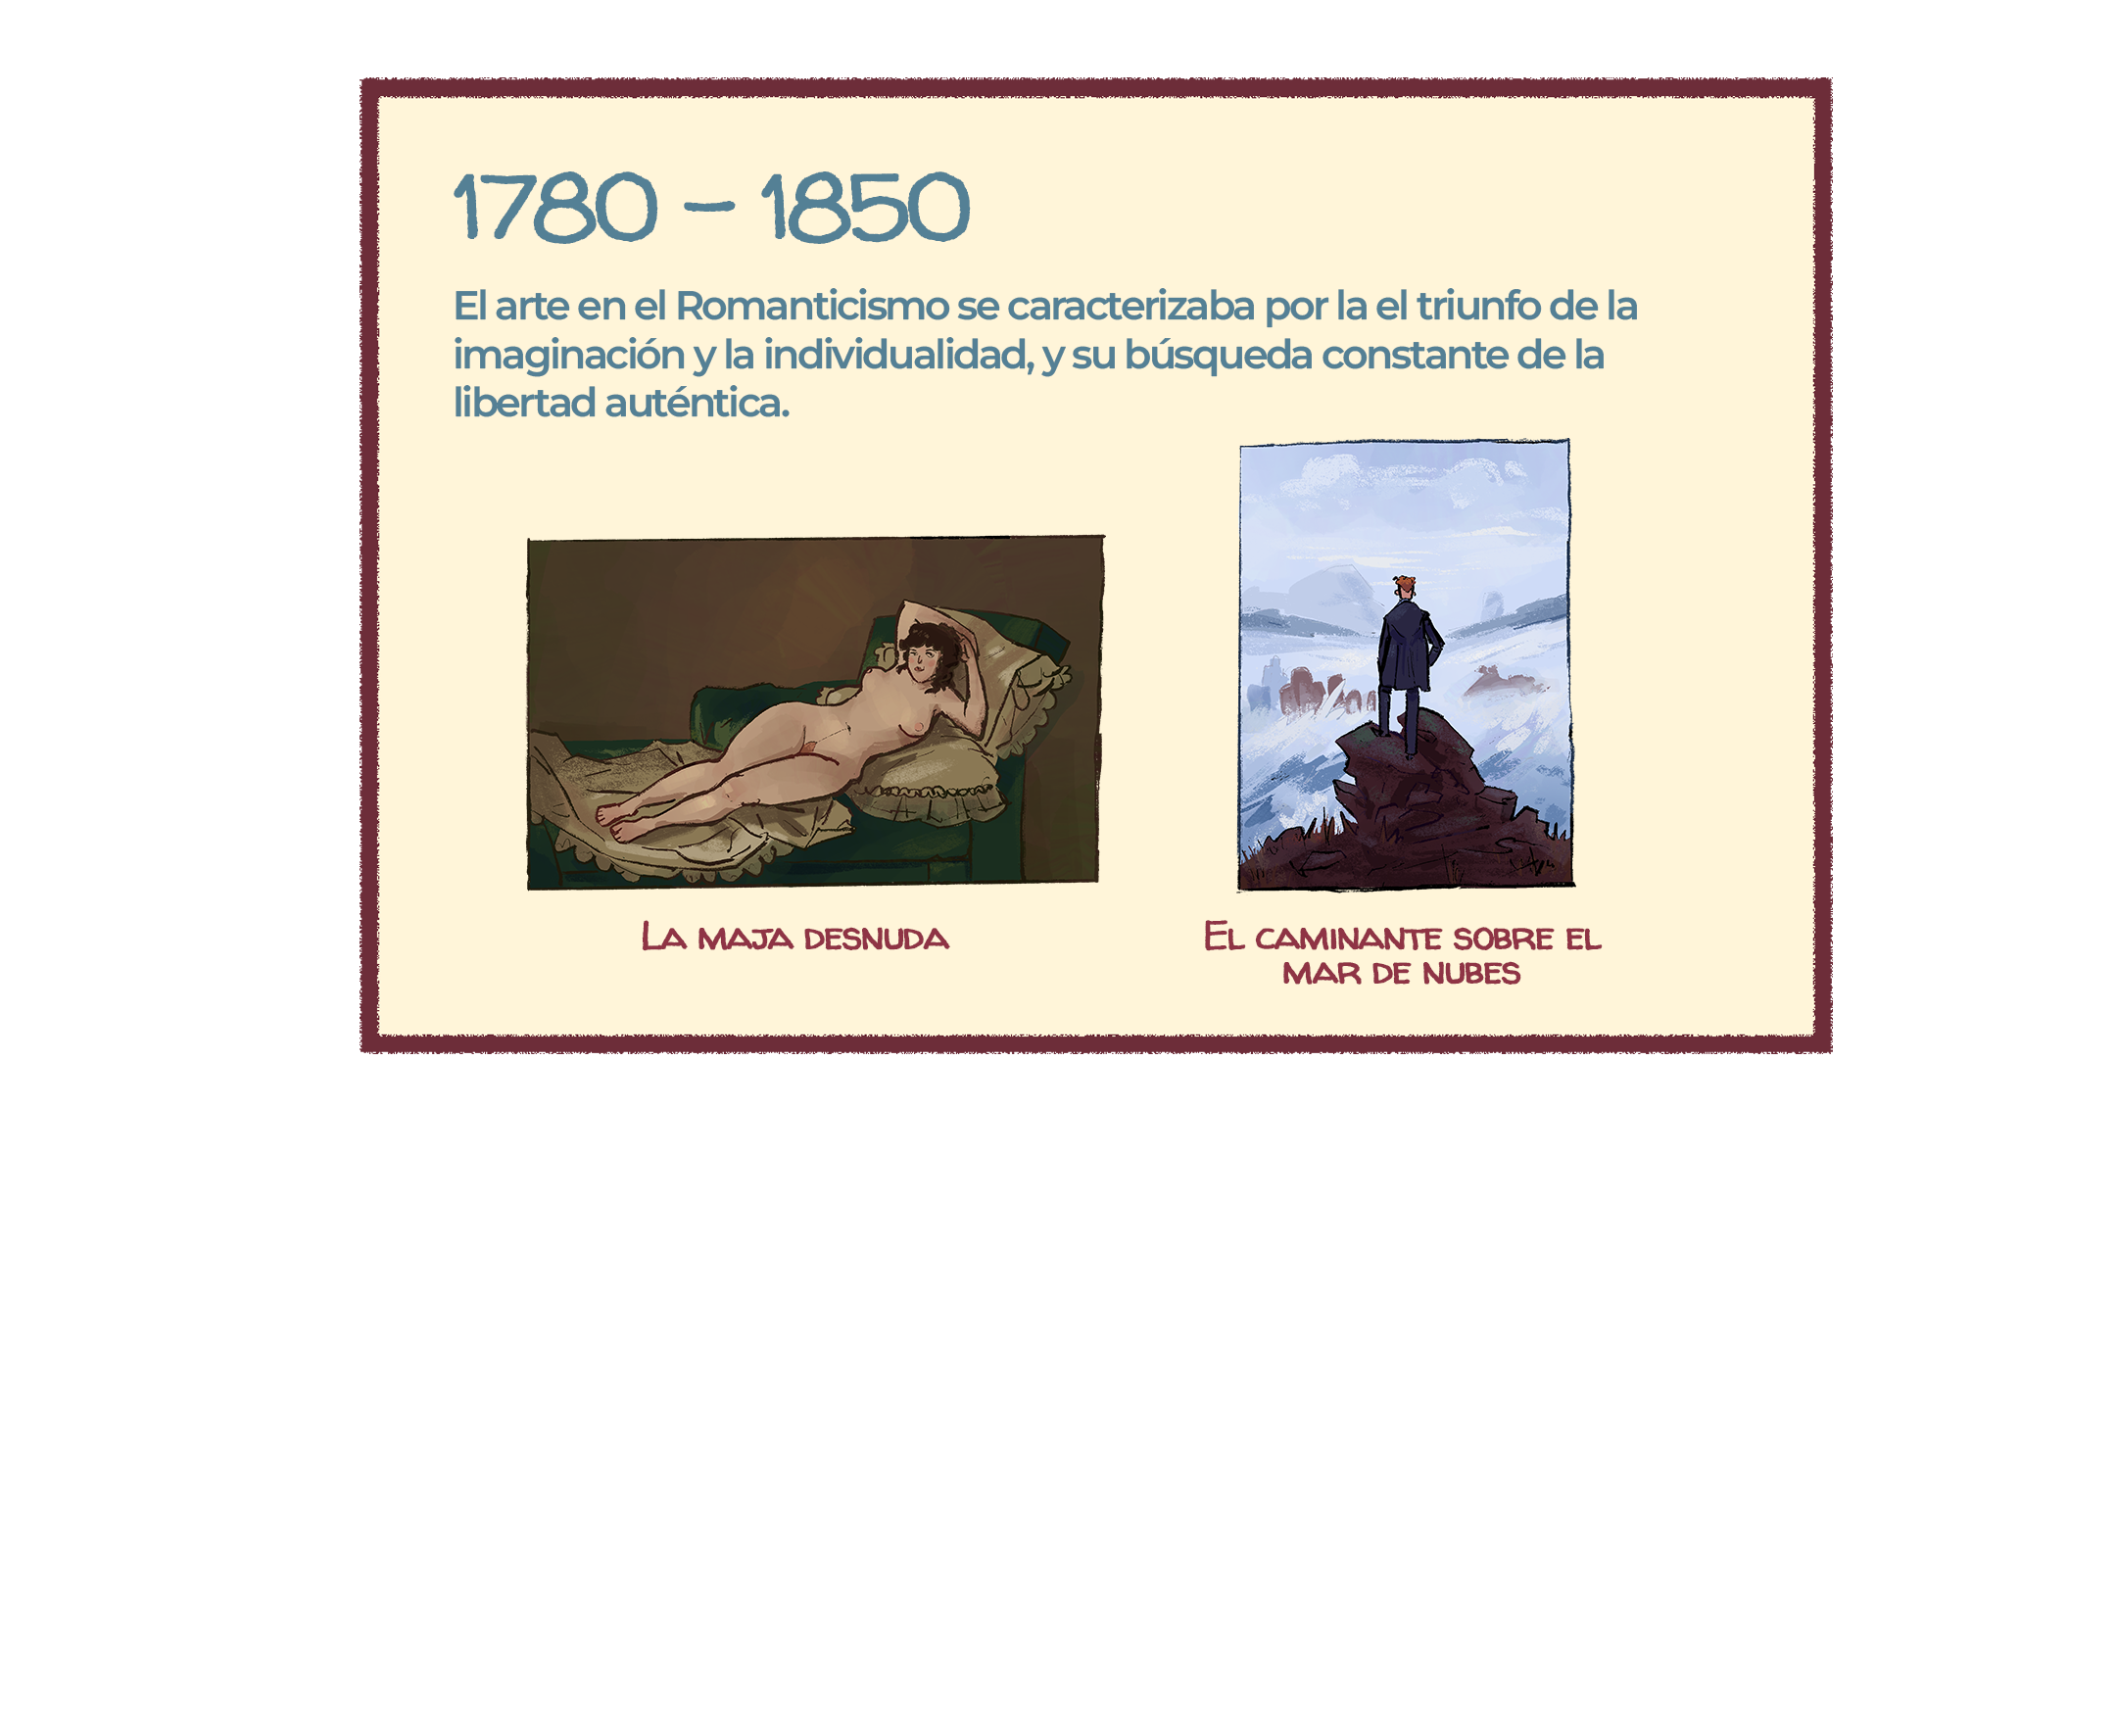 1780 - 1850
El arte en el Romanticismo se caracterizaba por la el triunfo de la
imaginación y la individualidad, y su búsqueda constante de la
libertad auténtica.
La maja desnuda
El caminante sobre el
mar de nubes